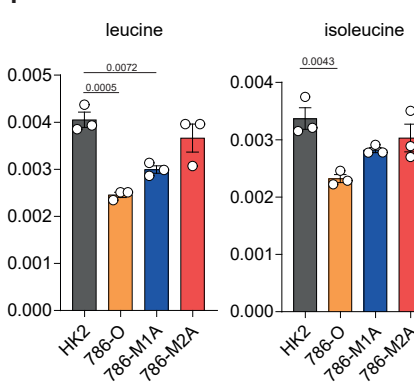 leucine
0.0072
0.0005
0.005
0.004
0.003
0.002
0.001
0.000
HK2
786-O
786-M1A
786-M2A
isoleucine
0.0043
0.004
0.003
0.002
0.001
0.000
HK2
786-O
786-M1A
786-M2A